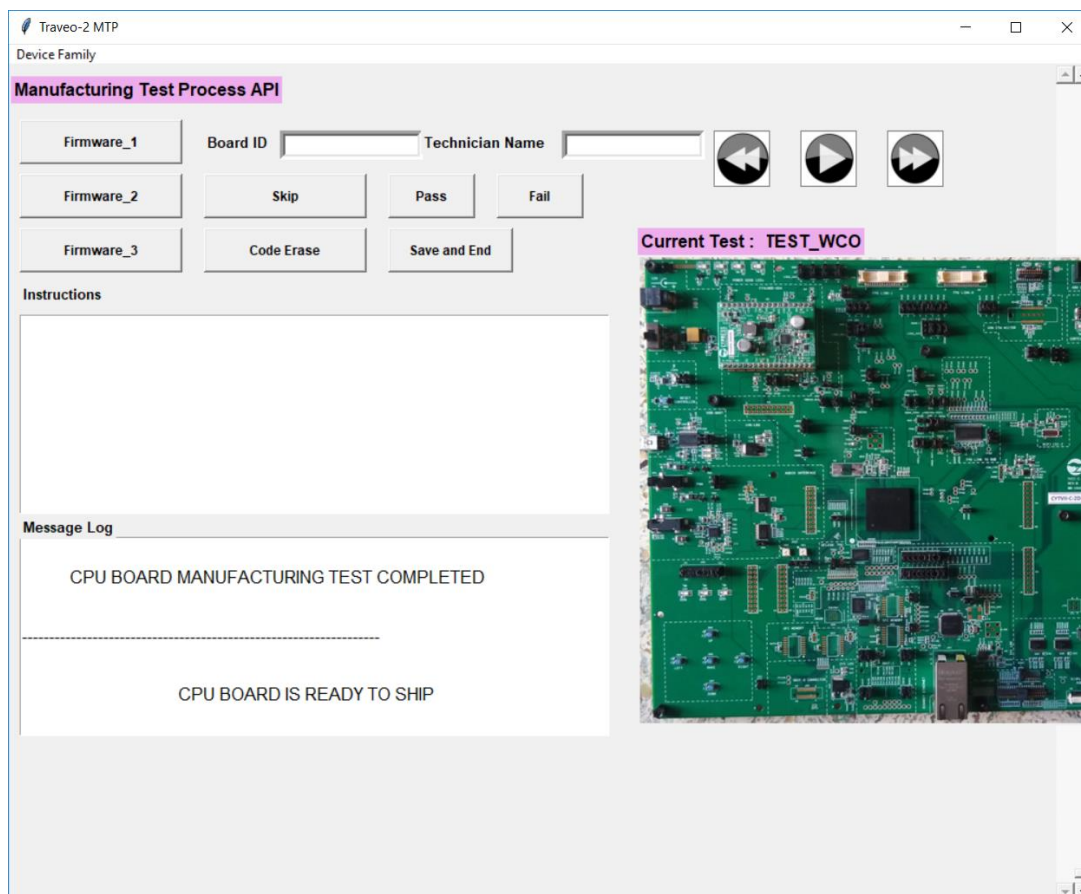 Traveo-2 MTP
Device Family
Manufacturing Test Process API
Firmware_1
Board ID
Technician Name
Firmware_2
Skip
Pass
Fail
Firmware_3
Code Erase
Save and End
Current Test : TEST_WCO
Instructions
Message Log
CPU BOARD MANUFACTURING TEST COMPLETED
--------------------------------------------------------------------------
CPU BOARD IS READY TO SHIP